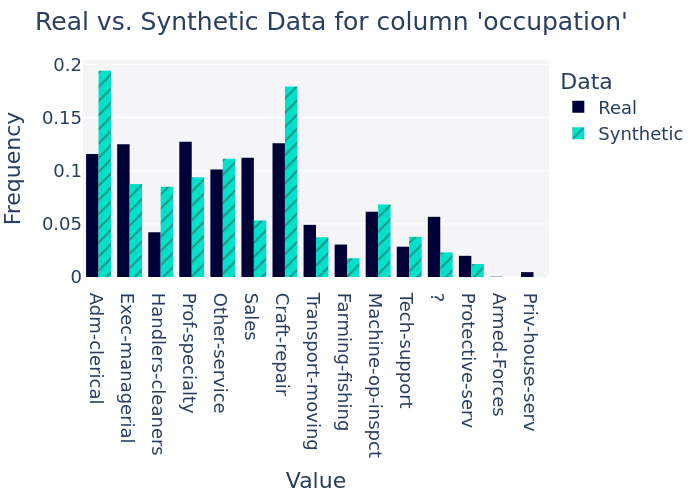 Real vs. Synthetic Data for column 'occupation'
Data
Real
Synthetic
Frequency
0.2
0.15
0.1
0.05
0
Adm-clerical
Exec-managerial
Handlers-cleaners
Prof-specialty
Other-service
Sales
Craft-repair
Transport-moving
Farming-fishing
Machine-op-inspct
Tech-support
?
Protective-serv
Armed-Forces
Priv-house-serv
Value